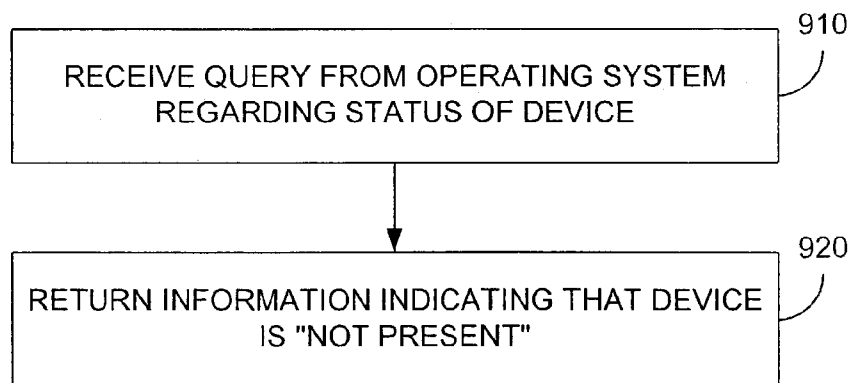 910
RECEIVE QUERY FROM OPERATING SYSTEM
REGARDING STATUS OF DEVICE
920
RETURN INFORMATION INDICATING THAT DEVICE
IS "NOT PRESENT"